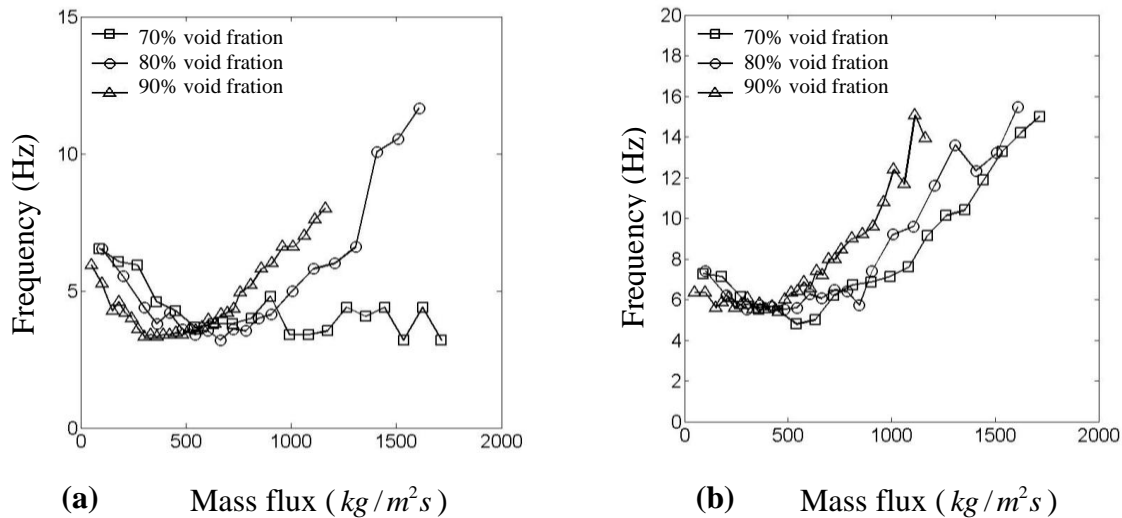 15
10
5
0
0 500 1000 1500 2000
Frequency (Hz)
70% void fration
80% void fration
90% void fration
(a) Mass flux (kg/m²s)
20
18
16
14
12
10
8
6
4
2
0
0 500 1000 1500 2000
Frequency (Hz)
70% void fration
80% void fration
90% void fration
(b) Mass flux (kg/m²s)